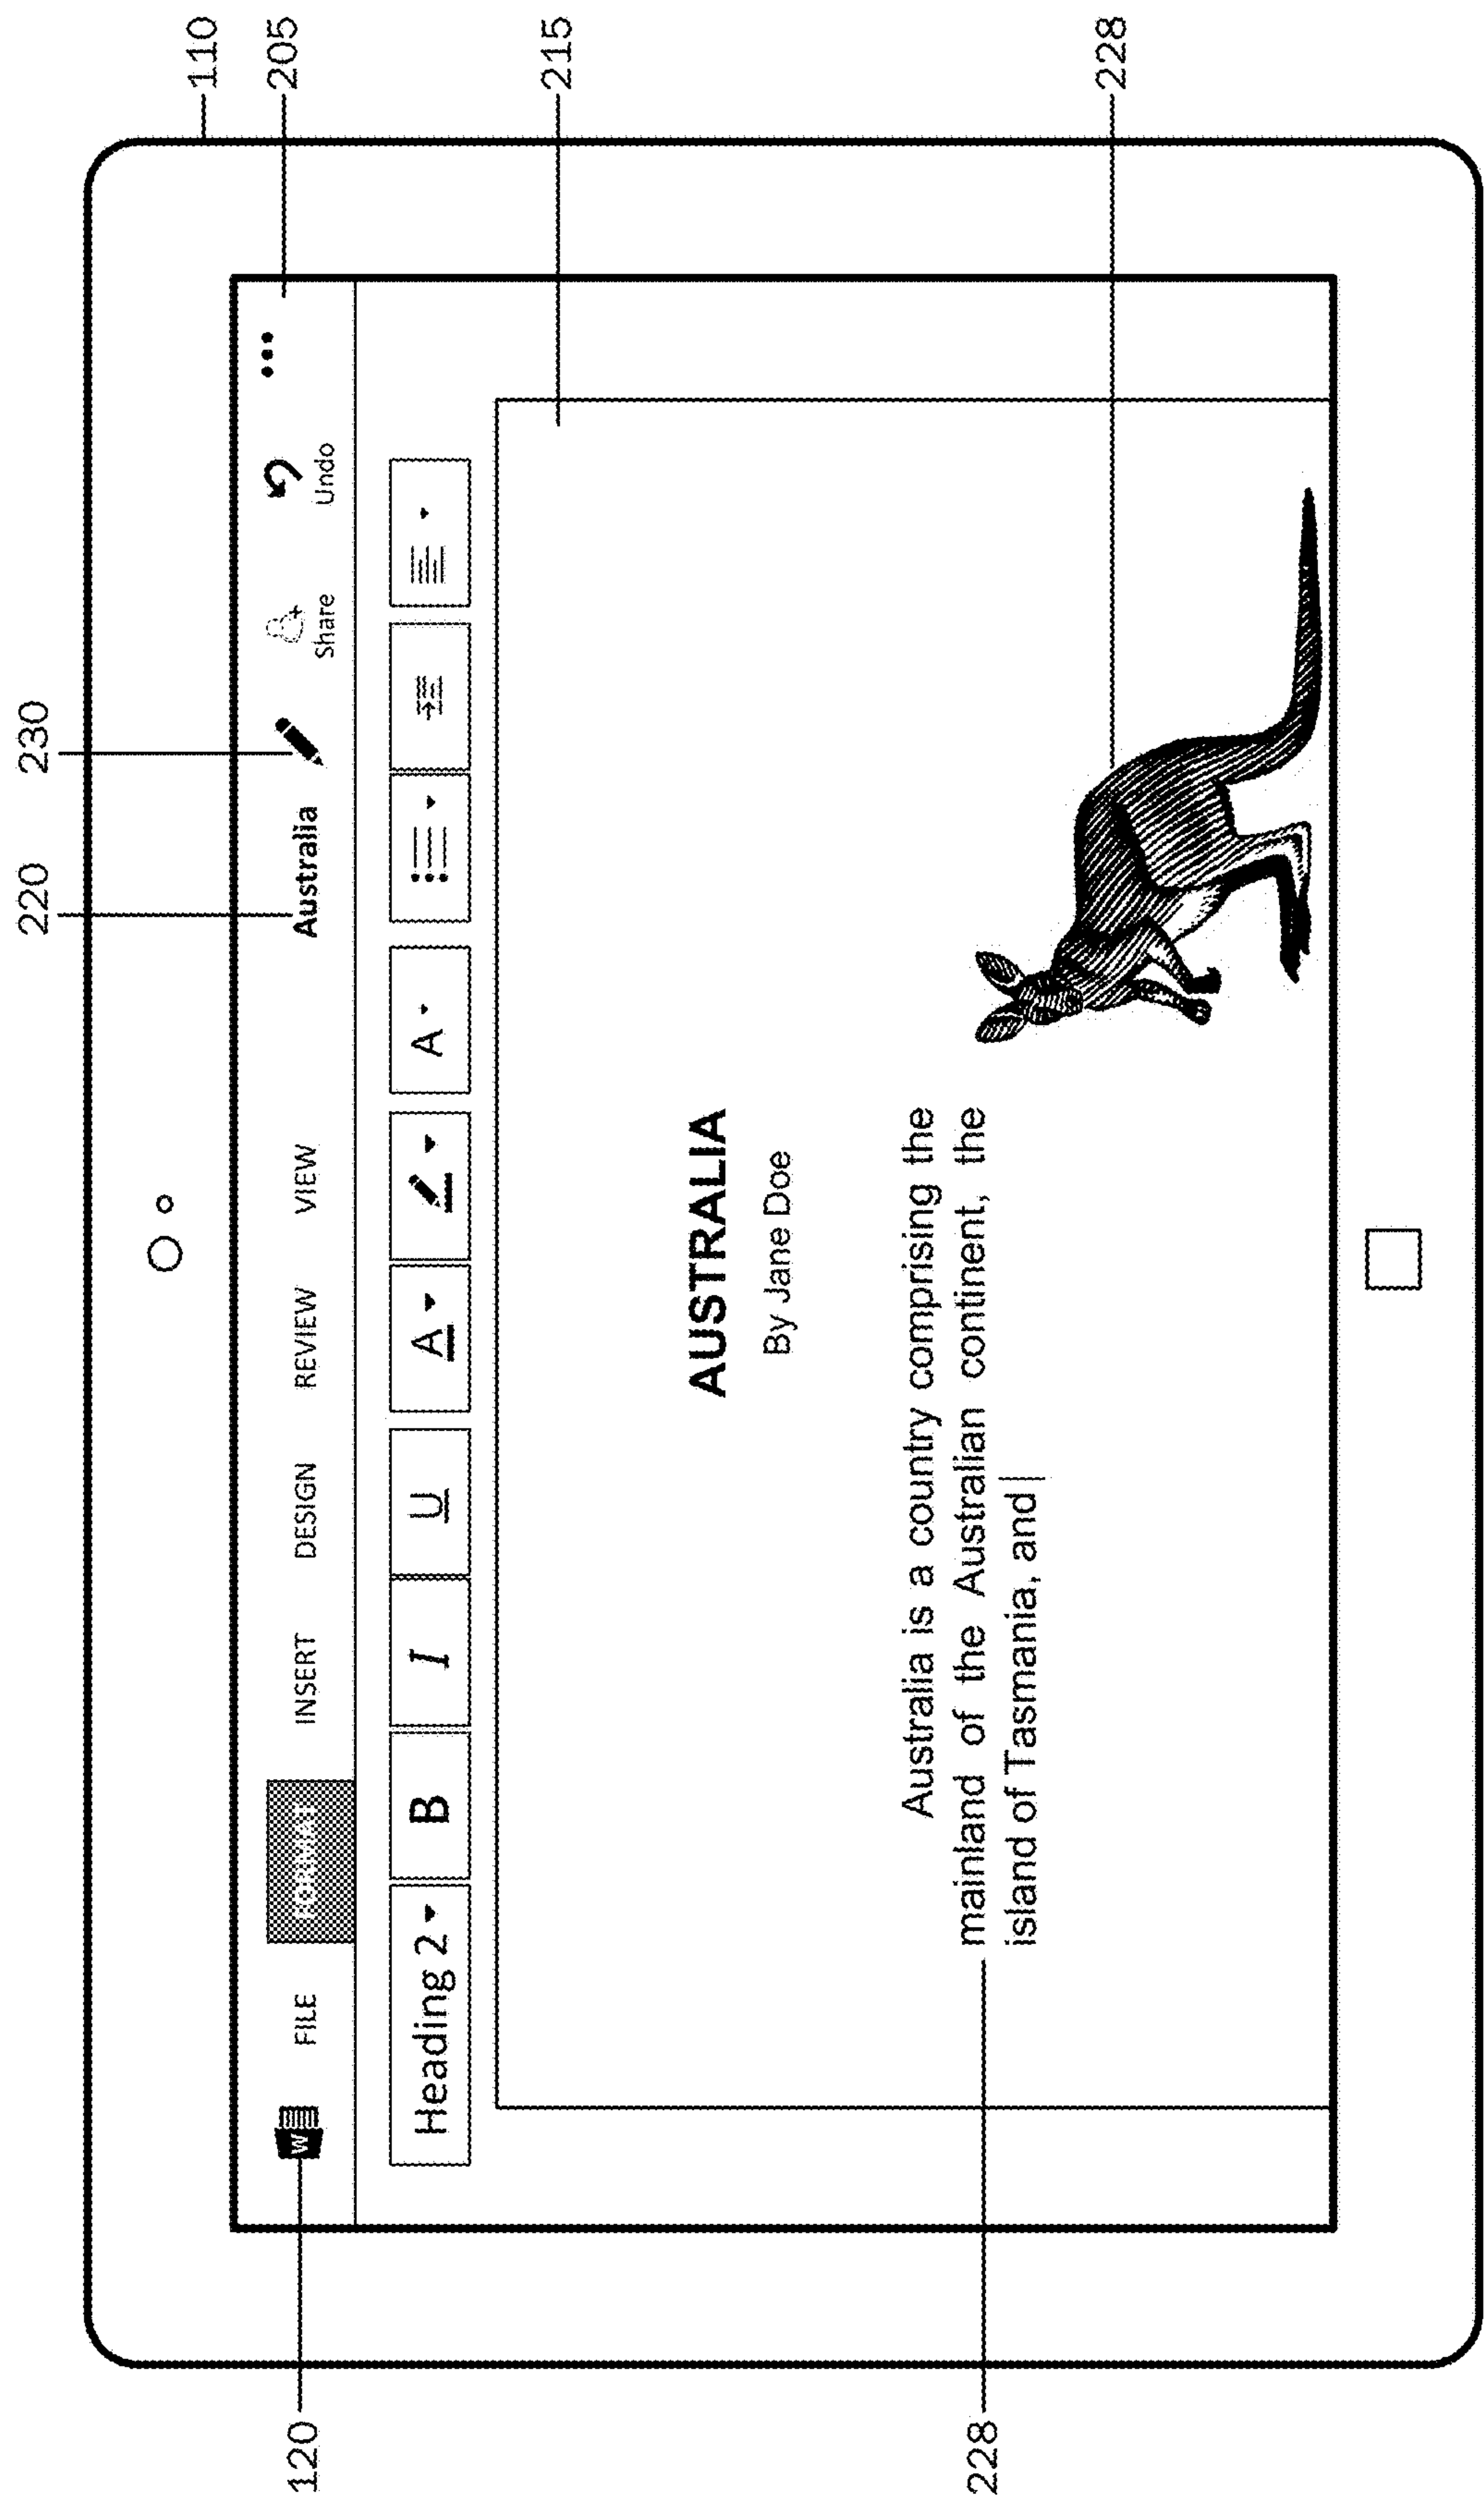 230
220
110
205
215
228
W FILE FORMAT INSERT DESIGN REVIEW VIEW Australia Share Undo
Heading 2 B I U A A
AUSTRALIA
By Jane Doe
Australia is a country comprising the
mainland of the Australian continent, the
island of Tasmania, and
120
228